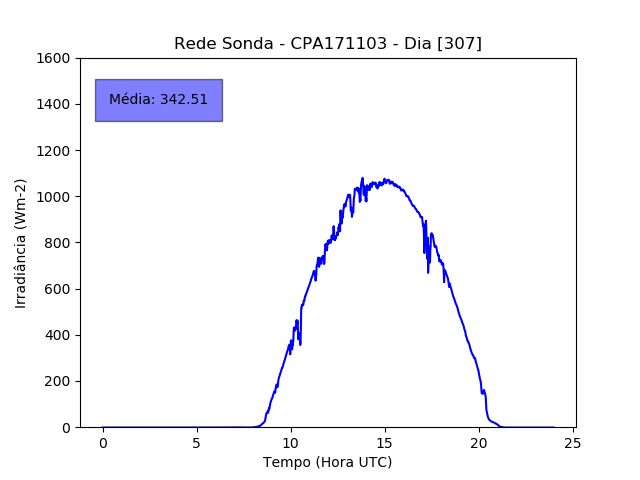 Rede Sonda - CPA171103 - Dia [307]
1600
1400
1200
1000
800
600
400
200
0
Irradiância (Wm-2)
Média: 342.51
0 5 10 15 20 25
Tempo (Hora UTC)